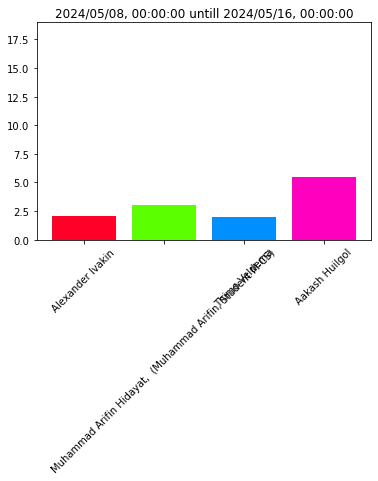 2024/05/08, 00:00:00 untill 2024/05/16, 00:00:00
17.5
15.0
12.5
10.0
7.5
5.0
2.5
0.0
Alexander Ivakin
Muhammad Arifin Hidayat, (Muhammad Arifin, Student M-CS)
Aakash Huilgol